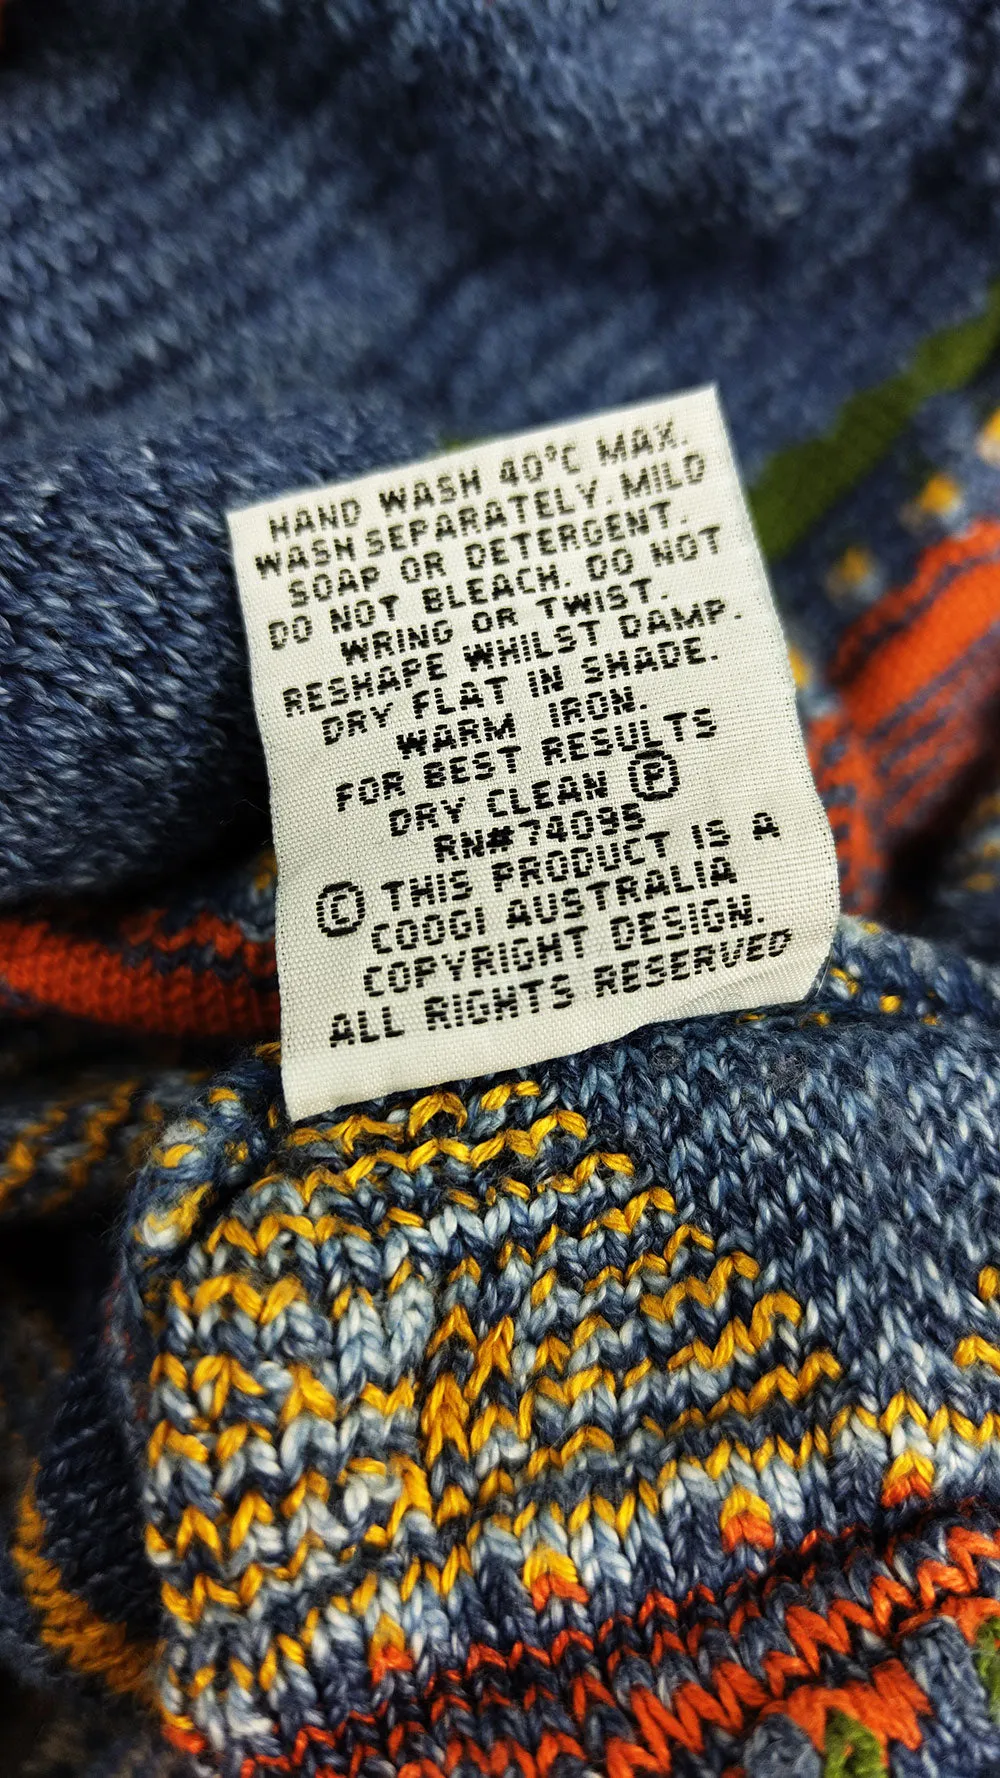 HAND WASH 40°C MAX.
WASH SEPARATELY. MILD
SOAP OR DETERGENT.
DO NOT BLEACH. DO NOT
WRING OR TWIST.
RESHAPE WHILST DAMP.
DRY FLAT IN SHADE.
WARM IRON.
FOR BEST RESULTS
DRY CLEAN Ⓟ
RN#74095
© THIS PRODUCT IS A
COOGI AUSTRALIA
COPYRIGHT DESIGN.
ALL RIGHTS RESERVED